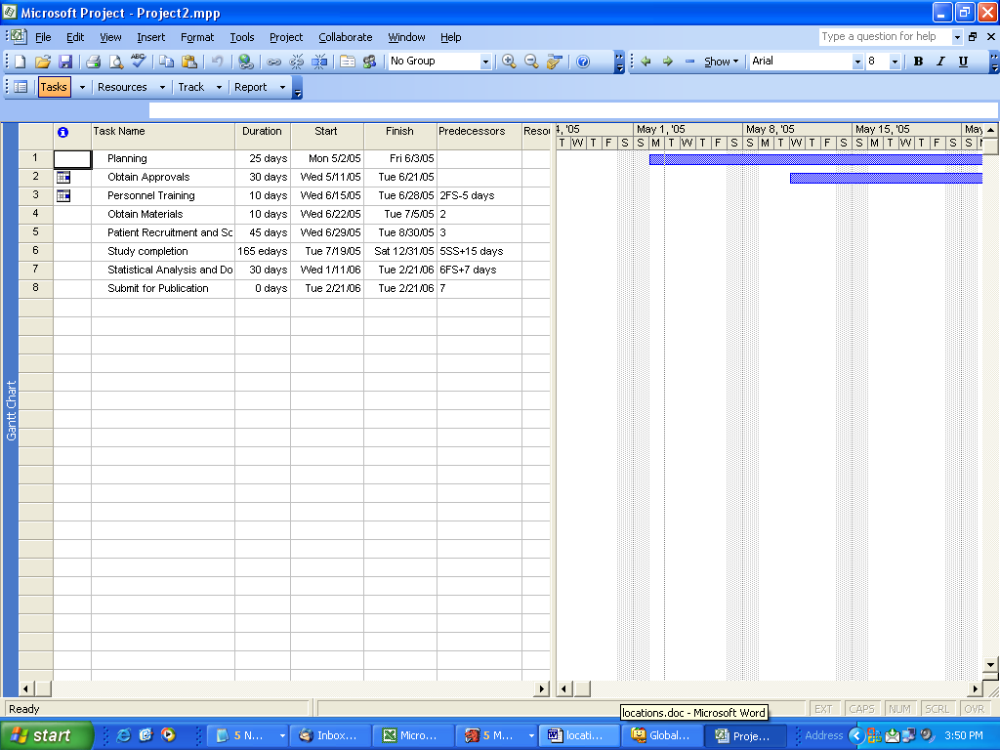 Microsoft Project - Project2.mpp
File Edit View Insert Format Tools Project Collaborate Window Help Type a question for help
ABC No Group Show Arial 8 B I U
Tasks Resources Track Report
Task Name Duration Start Finish Predecessors Resou 4, '05 May 1, '05 May 8, '05 May 15, '05 May
T W T F S S M T W T F S S M T W T F S S M T W T F S S
1 Planning 25 days Mon 5/2/05 Fri 6/3/05
2 Obtain Approvals 30 days Wed 5/11/05 Tue 6/21/05
3 Personnel Training 10 days Wed 6/15/05 Tue 6/28/05 2FS-5 days
4 Obtain Materials 10 days Wed 6/22/05 Tue 7/5/05 2
5 Patient Recruitment and Sc 45 days Wed 6/29/05 Tue 8/30/05 3
6 Study completion 165 edays Tue 7/19/05 Sat 12/31/05 5SS+15 days
7 Statistical Analysis and Do 30 days Wed 1/11/06 Tue 2/21/06 6FS+7 days
8 Submit for Publication 0 days Tue 2/21/06 Tue 2/21/06 7
Gantt Chart
Ready EXT CAPS NUM SCRL OVR
locations.doc - Microsoft Word
start 5 N... Inbox... Micro... 5 M... locati... Global... Proje... Address 3:50 PM